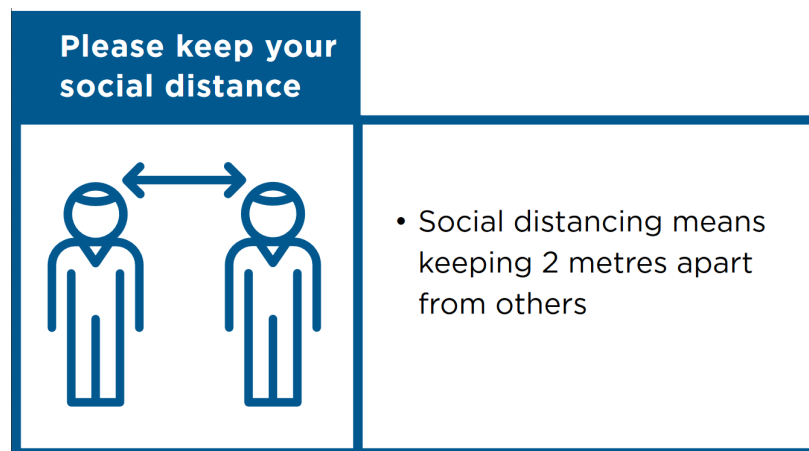 Please keep your
social distance
• Social distancing means
keeping 2 metres apart
from others